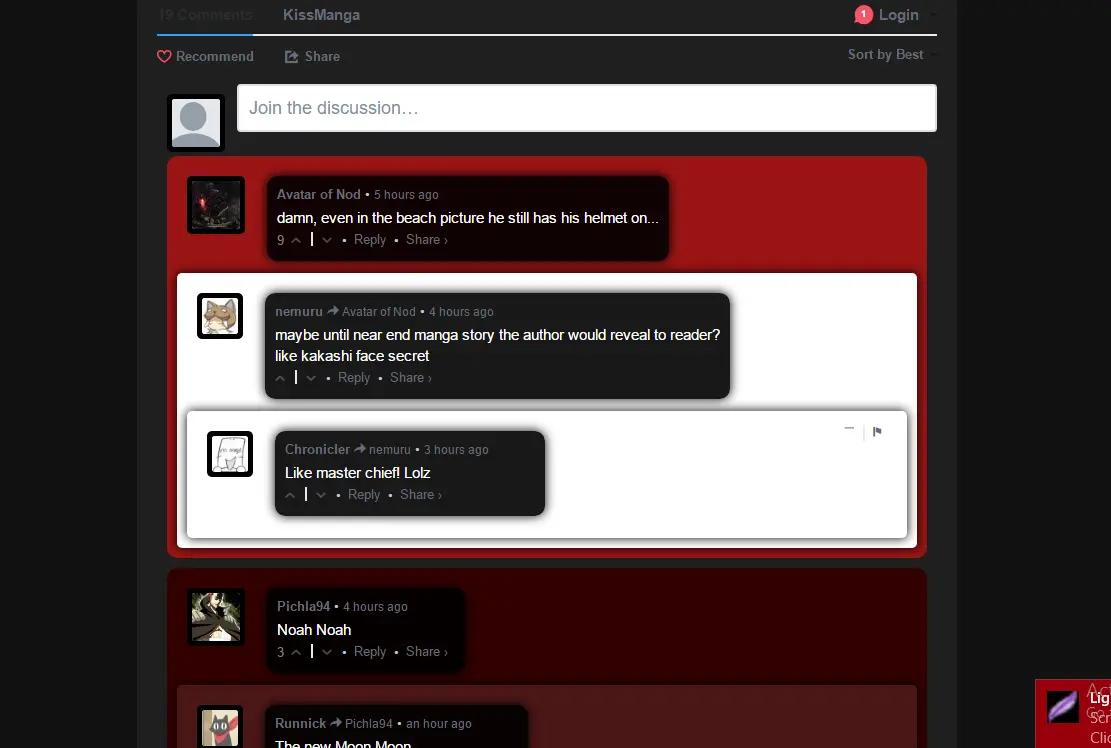 19 Comments KissManga 1 Login
Recommend Share Sort by Best
Join the discussion…
Avatar of Nod • 5 hours ago
damn, even in the beach picture he still has his helmet on...
9 | • Reply • Share ›
nemuru Avatar of Nod • 4 hours ago
maybe until near end manga story the author would reveal to reader?
like kakashi face secret
| • Reply • Share ›
Chronicler nemuru • 3 hours ago
Like master chief! Lolz
| • Reply • Share ›
Pichla94 • 4 hours ago
Noah Noah
3 | • Reply • Share ›
Runnick Pichla94 • an hour ago
The new Moon Moon